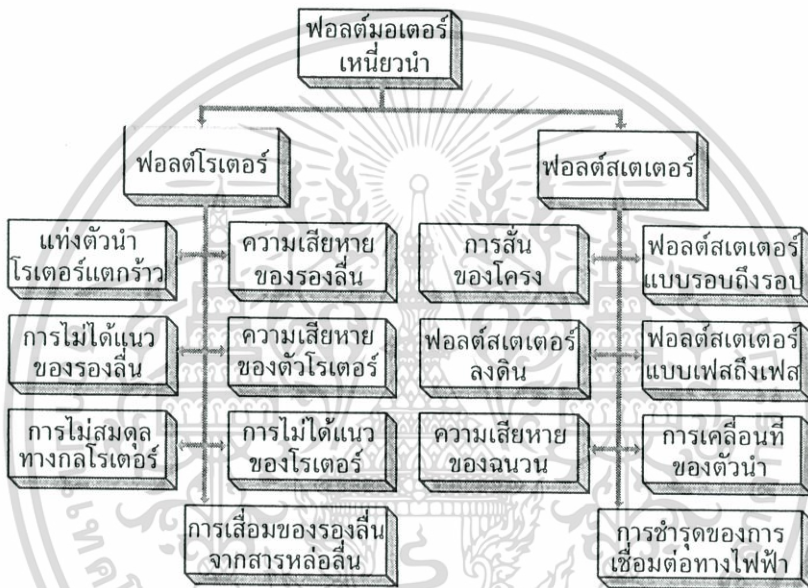 ฟอลต์มอเตอร์
เหนี่ยวนำ
ฟอลต์โรเตอร์
ฟอลต์สเตเตอร์
แท่งตัวนำ
โรเตอร์แตกร้าว
ความเสียหาย
ของรองลื่น
การสั่น
ของโครง
ฟอลต์สเตเตอร์
แบบรอบถึงรอบ
การไม่ได้แนว
ของรองลื่น
ความเสียหาย
ของตัวโรเตอร์
ฟอลต์สเตเตอร์
ลงดิน
ฟอลต์สเตเตอร์
แบบเฟสถึงเฟส
การไม่สมดุล
ทางกลโรเตอร์
การไม่ได้แนว
ของโรเตอร์
ความเสียหาย
ของฉนวน
การเคลื่อนที่
ของตัวนำ
การเสื่อมของรองลื่น
จากสารหล่อลื่น
การชำรุดของการ
เชื่อมต่อทางไฟฟ้า